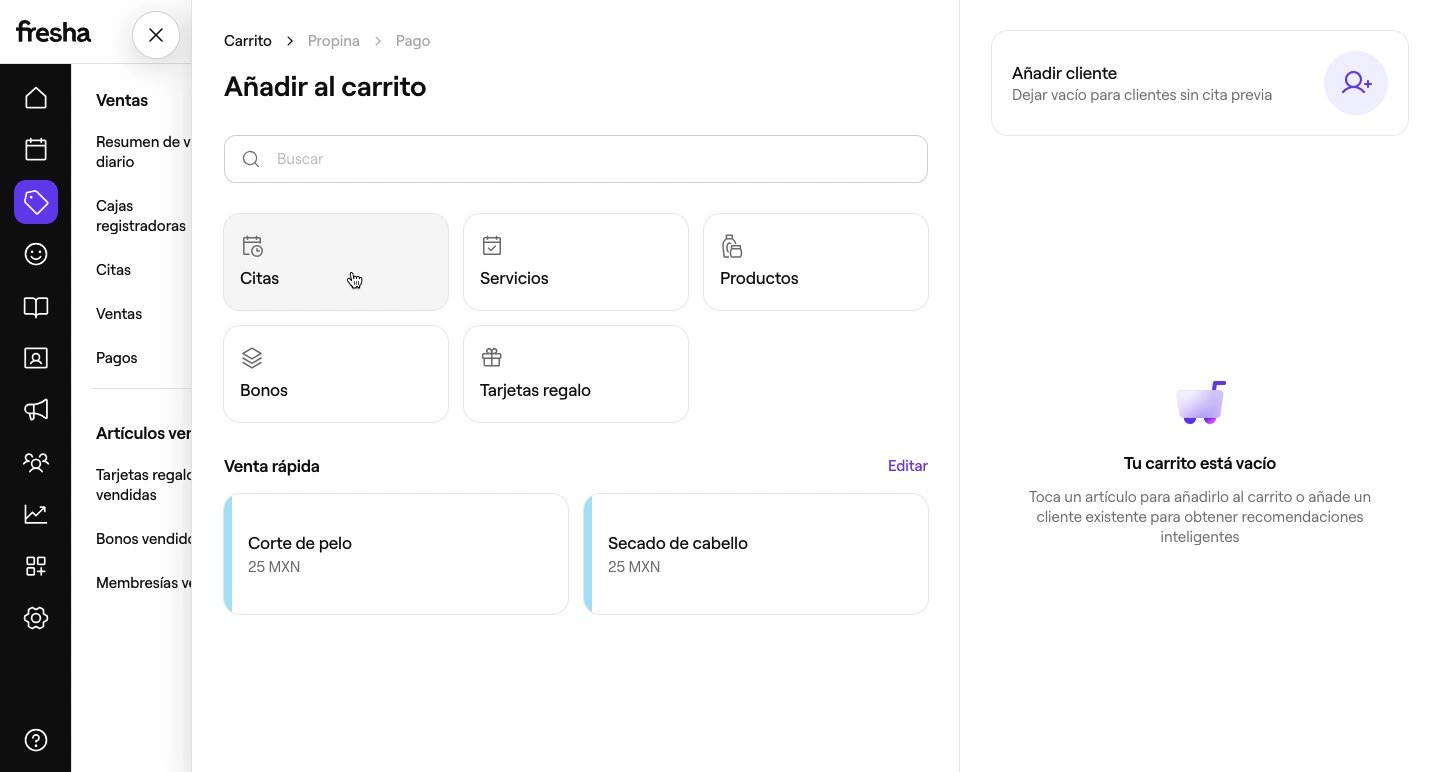 fresha
Ventas
Resumen de v
diario
Cajas
registradoras
Citas
Ventas
Pagos
Artículos ver
Tarjetas regalo
vendidas
Bonos vendido
Membresías ve
Carrito
Propina
Pago
Añadir al carrito
Buscar
Citas
Servicios
Productos
Bonos
Tarjetas regalo
Venta rápida
Editar
Corte de pelo
25 MXN
Secado de cabello
25 MXN
Añadir cliente
Dejar vacío para clientes sin cita previa
Tu carrito está vacío
Toca un artículo para añadirlo al carrito o añade un
cliente existente para obtener recomendaciones
inteligentes